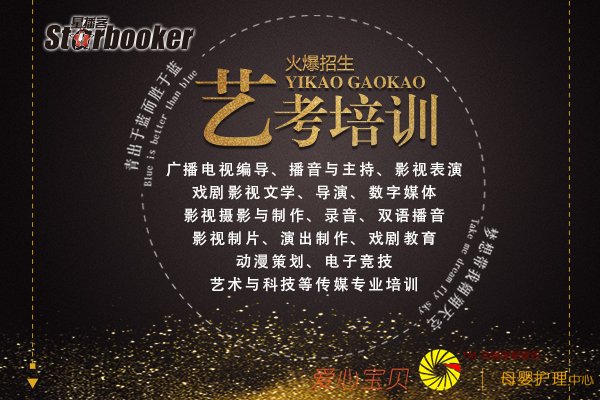 星播客
Starbooker
火爆招生
YIKAO GAOKAO
艺考培训
青出于蓝而胜于蓝
Blue is better than blue
广播电视编导、播音与主持、影视表演
戏剧影视文学、导演、数字媒体
影视摄影与制作、录音、双语播音
影视制片、演出制作、戏剧教育
动漫策划、电子竞技
艺术与科技等传媒专业培训
梦想带我翱翔天空
Take me dream fly sky
爱心宝贝
母婴护理中心